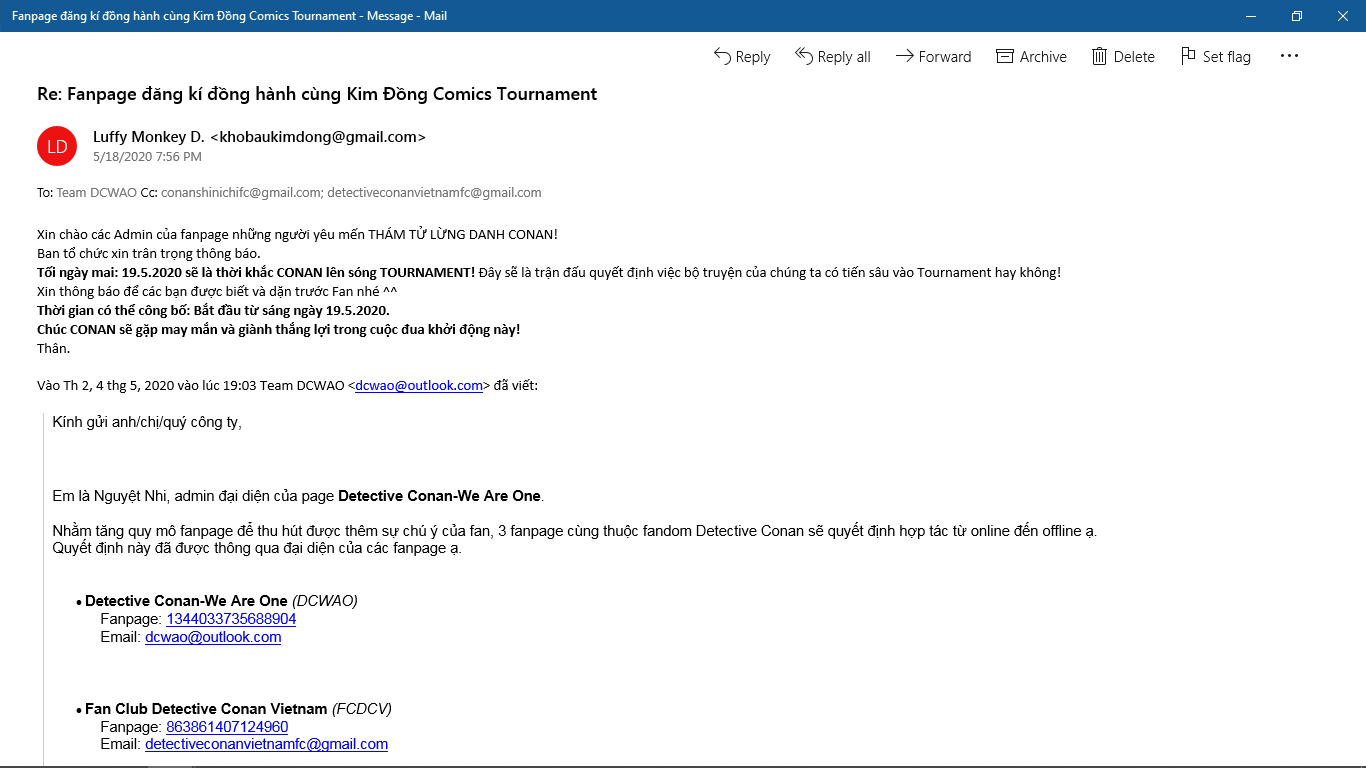 Fanpage đăng kí đồng hành cùng Kim Đồng Comics Tournament - Message - Mail
Reply
Reply all
Forward
Archive
Delete
Set flag
Re: Fanpage đăng kí đồng hành cùng Kim Đồng Comics Tournament
LD
Luffy Monkey D. <khobaukimdong@gmail.com>
5/18/2020 7:56 PM
To: Team DCWAO Cc: conanshinichifc@gmail.com; detectiveconanvietnamfc@gmail.com
Xin chào các Admin của fanpage những người yêu mến THÁM TỬ LỪNG DANH CONAN!
Ban tổ chức xin trân trọng thông báo.
Tối ngày mai: 19.5.2020 sẽ là thời khắc CONAN lên sóng TOURNAMENT! Đây sẽ là trận đấu quyết định việc bộ truyện của chúng ta có tiến sâu vào Tournament hay không!
Xin thông báo để các bạn được biết và dặn trước Fan nhé ^^
Thời gian có thể công bố: Bắt đầu từ sáng ngày 19.5.2020.
Chúc CONAN sẽ gặp may mắn và giành thắng lợi trong cuộc đua khởi động này!
Thân.
Vào Th 2, 4 thg 5, 2020 vào lúc 19:03 Team DCWAO <dcwao@outlook.com> đã viết:
Kính gửi anh/chị/quý công ty,
Em là Nguyệt Nhi, admin đại diện của page Detective Conan-We Are One.
Nhằm tăng quy mô fanpage để thu hút được thêm sự chú ý của fan, 3 fanpage cùng thuộc fandom Detective Conan sẽ quyết định hợp tác từ online đến offline ạ.
Quyết định này đã được thông qua đại diện của các fanpage ạ.
• Detective Conan-We Are One (DCWAO)
Fanpage: 1344033735688904
Email: dcwao@outlook.com
• Fan Club Detective Conan Vietnam (FCDCV)
Fanpage: 863861407124960
Email: detectiveconanvietnamfc@gmail.com